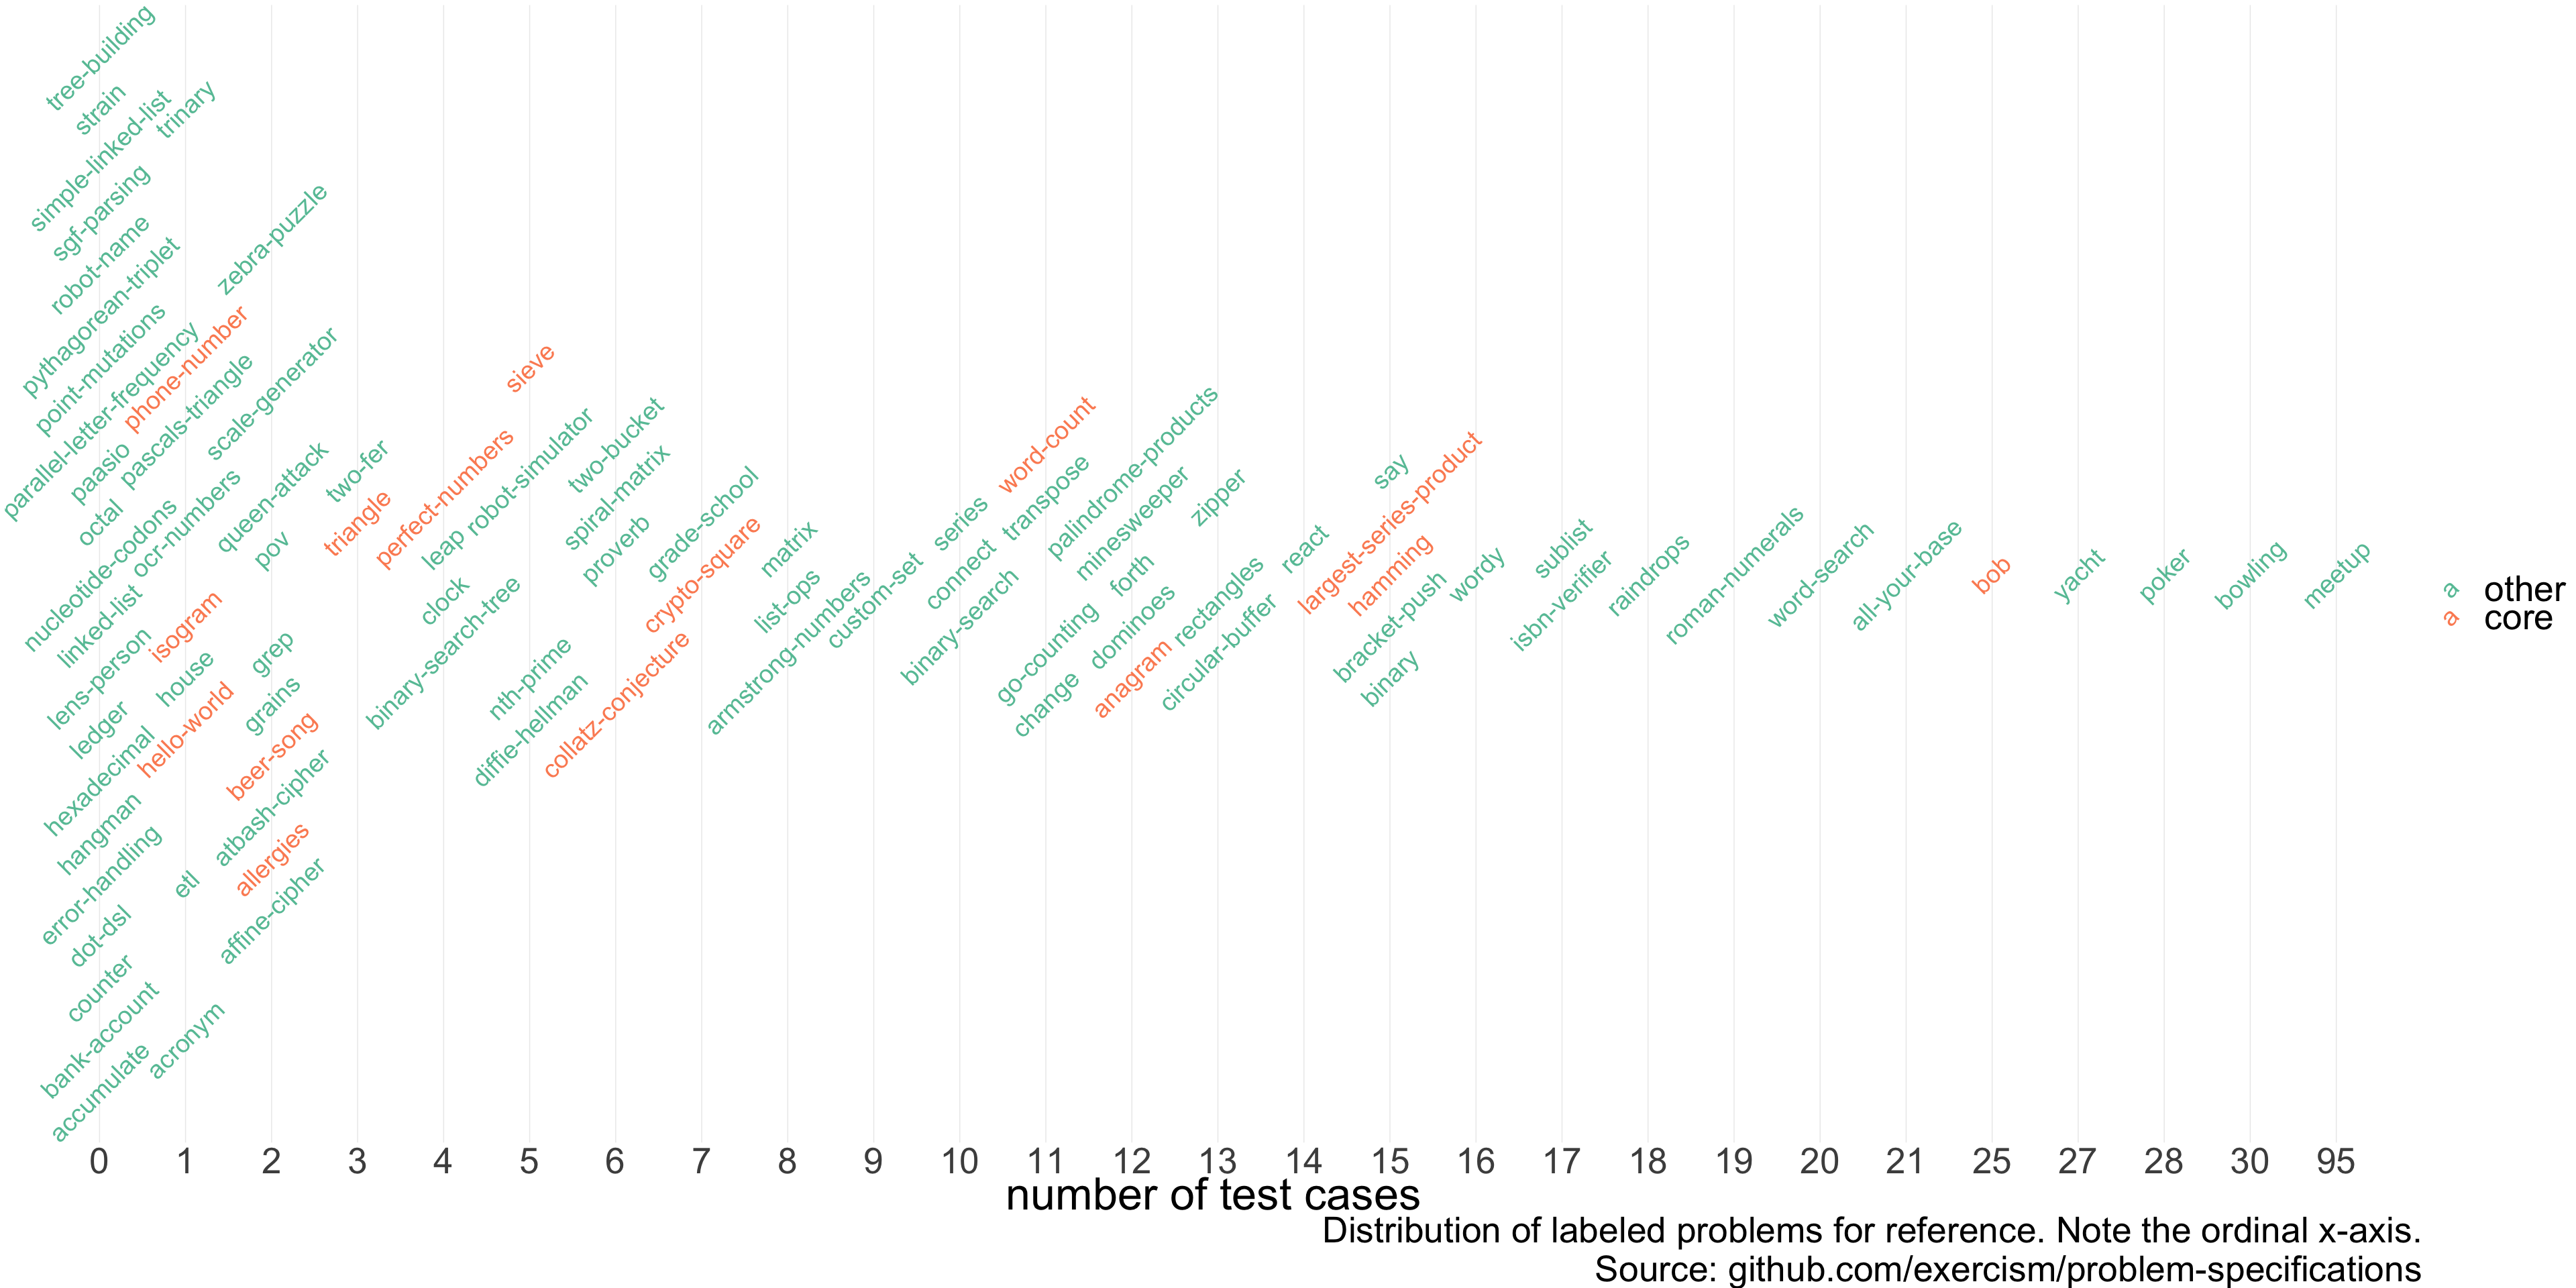 tree-building
strain
simple-linked-list
trinary
sgf-parsing
robot-name
zebra-puzzle
pythagorean-triplet
point-mutations
parallel-letter-frequency
phone-number
paasio
pascals-triangle
scale-generator
octal
nucleotide-codons
ocr-numbers
queen-attack
two-fer
pov
triangle
perfect-numbers
sieve
leap
robot-simulator
two-bucket
spiral-matrix
proverb
grade-school
crypto-square
matrix
list-ops
armstrong-numbers
custom-set
series
word-count
connect
transpose
binary-search
palindrome-products
minesweeper
zipper
forth
go-counting
dominoes
change
anagram
rectangles
circular-buffer
react
say
largest-series-product
hamming
bracket-push
wordy
binary
sublist
isbn-verifier
raindrops
roman-numerals
word-search
all-your-base
bob
yacht
poker
bowling
meetup
linked-list
isogram
lens-person
house
grep
clock
binary-search-tree
nth-prime
diffie-hellman
collatz-conjecture
ledger
hello-world
grains
hexadecimal
beer-song
hangman
atbash-cipher
error-handling
etl
allergies
dot-dsl
affine-cipher
counter
bank-account
acronym
accumulate
a other
a core
0 1 2 3 4 5 6 7 8 9 10 11 12 13 14 15 16 17 18 19 20 21 25 27 28 30 95
number of test cases
Distribution of labeled problems for reference. Note the ordinal x-axis.
Source: github.com/exercism/problem-specifications